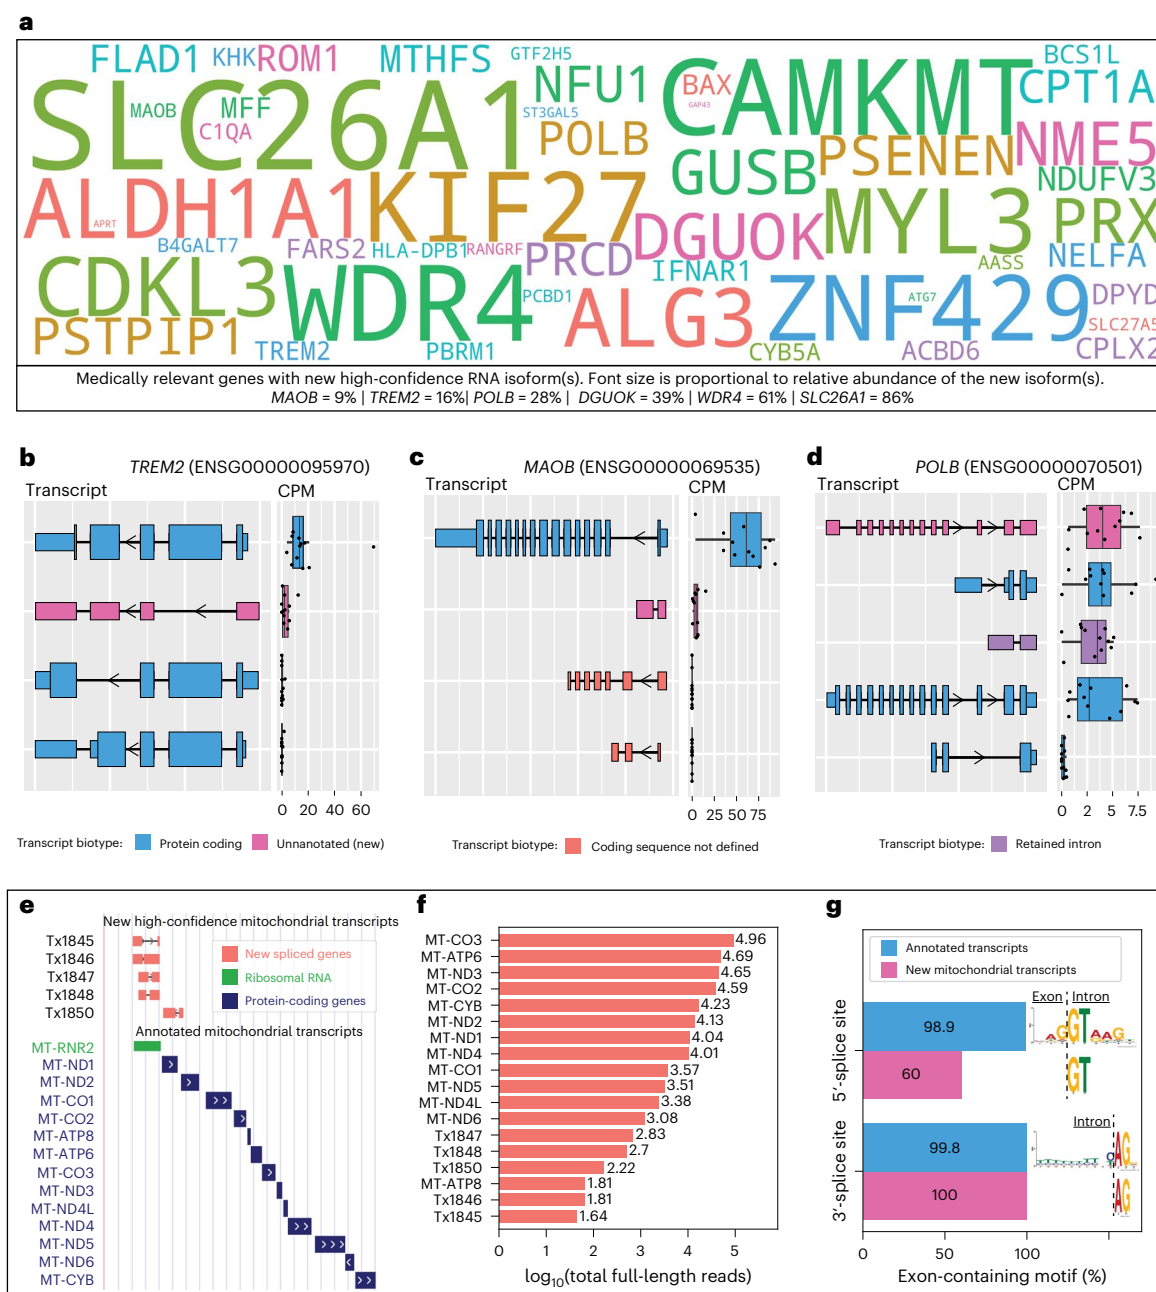 a
FLAD1 KHK ROM1 MTHFS GTF2H5 BCS1L
SLC26A1 NFU1 CAMKMT BAX CPT1A
MAOB MFF ST3GAL5 GAP43
C1QA POLB PSENEN NME5
GUSB NDUFV3
ALDH1A1 KIF27 MYL3 PRX
APRT DGUOK
B4GALT7 FARS2 HLA-DPB1 RANGRF PRCD NELFA
CDKL3 WDR4 IFNAR1 AASS
PCBD1 ALG3 ZNF429 ATG7 DPYD
PSTPIP1 SLC27A5
TREM2 PBRM1 CYB5A ACBD6 CPLX2
Medically relevant genes with new high-confidence RNA isoform(s). Font size is proportional to relative abundance of the new isoform(s).
MAOB = 9% | TREM2 = 16%| POLB = 28% | DGUOK = 39% | WDR4 = 61% | SLC26A1 = 86%
b
TREM2 (ENSG00000095970)
Transcript CPM
0 20 40 60
Transcript biotype: Protein coding Unnanotated (new)
c
MAOB (ENSG00000069535)
Transcript CPM
0 25 50 75
Transcript biotype: Coding sequence not defined
d
POLB (ENSG00000070501)
Transcript CPM
0 2 5 7.5
Transcript biotype: Retained intron
e
New high-confidence mitochondrial transcripts
Tx1845
Tx1846
Tx1847
Tx1848
Tx1850
New spliced genes
Ribosomal RNA
Protein-coding genes
Annotated mitochondrial transcripts
MT-RNR2
MT-ND1
MT-ND2
MT-CO1
MT-CO2
MT-ATP8
MT-ATP6
MT-CO3
MT-ND3
MT-ND4L
MT-ND4
MT-ND5
MT-ND6
MT-CYB
f
MT-CO3 4.96
MT-ATP6 4.69
MT-ND3 4.65
MT-CO2 4.59
MT-CYB 4.23
MT-ND2 4.13
MT-ND1 4.04
MT-ND4 4.01
MT-CO1 3.57
MT-ND5 3.51
MT-ND4L 3.38
MT-ND6 3.08
Tx1847 2.83
Tx1848 2.7
Tx1850 2.22
MT-ATP8 1.81
Tx1846 1.81
Tx1845 1.64
0 1 2 3 4 5
log10(total full-length reads)
g
Annotated transcripts
New mitochondrial transcripts
Exon Intron
5′-splice site
98.9 AGGTAAG
60 GT
Intron
3′-splice site
99.8 CAG
100 AG
0 50 100
Exon-containing motif (%)